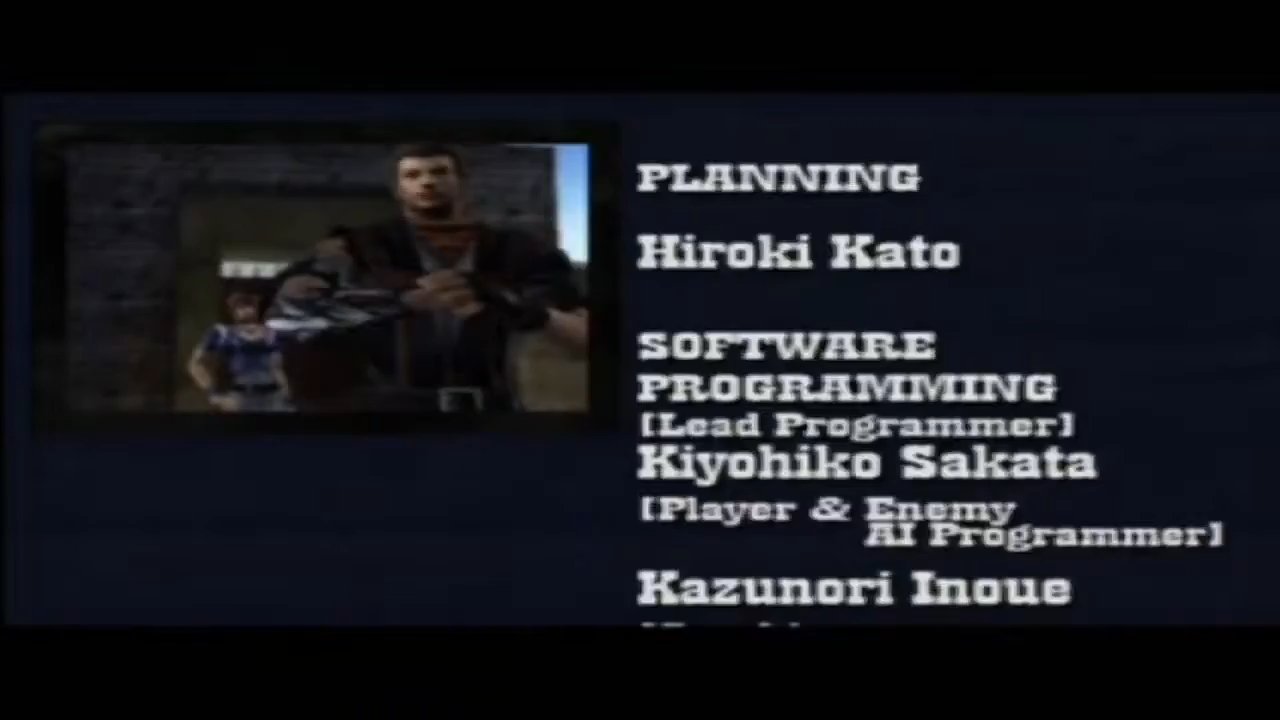 PLANNING
Hiroki Kato
SOFTWARE
PROGRAMMING
[Lead Programmer]
Kiyohiko Sakata
[Player & Enemy
AI Programmer]
Kazunori Inoue